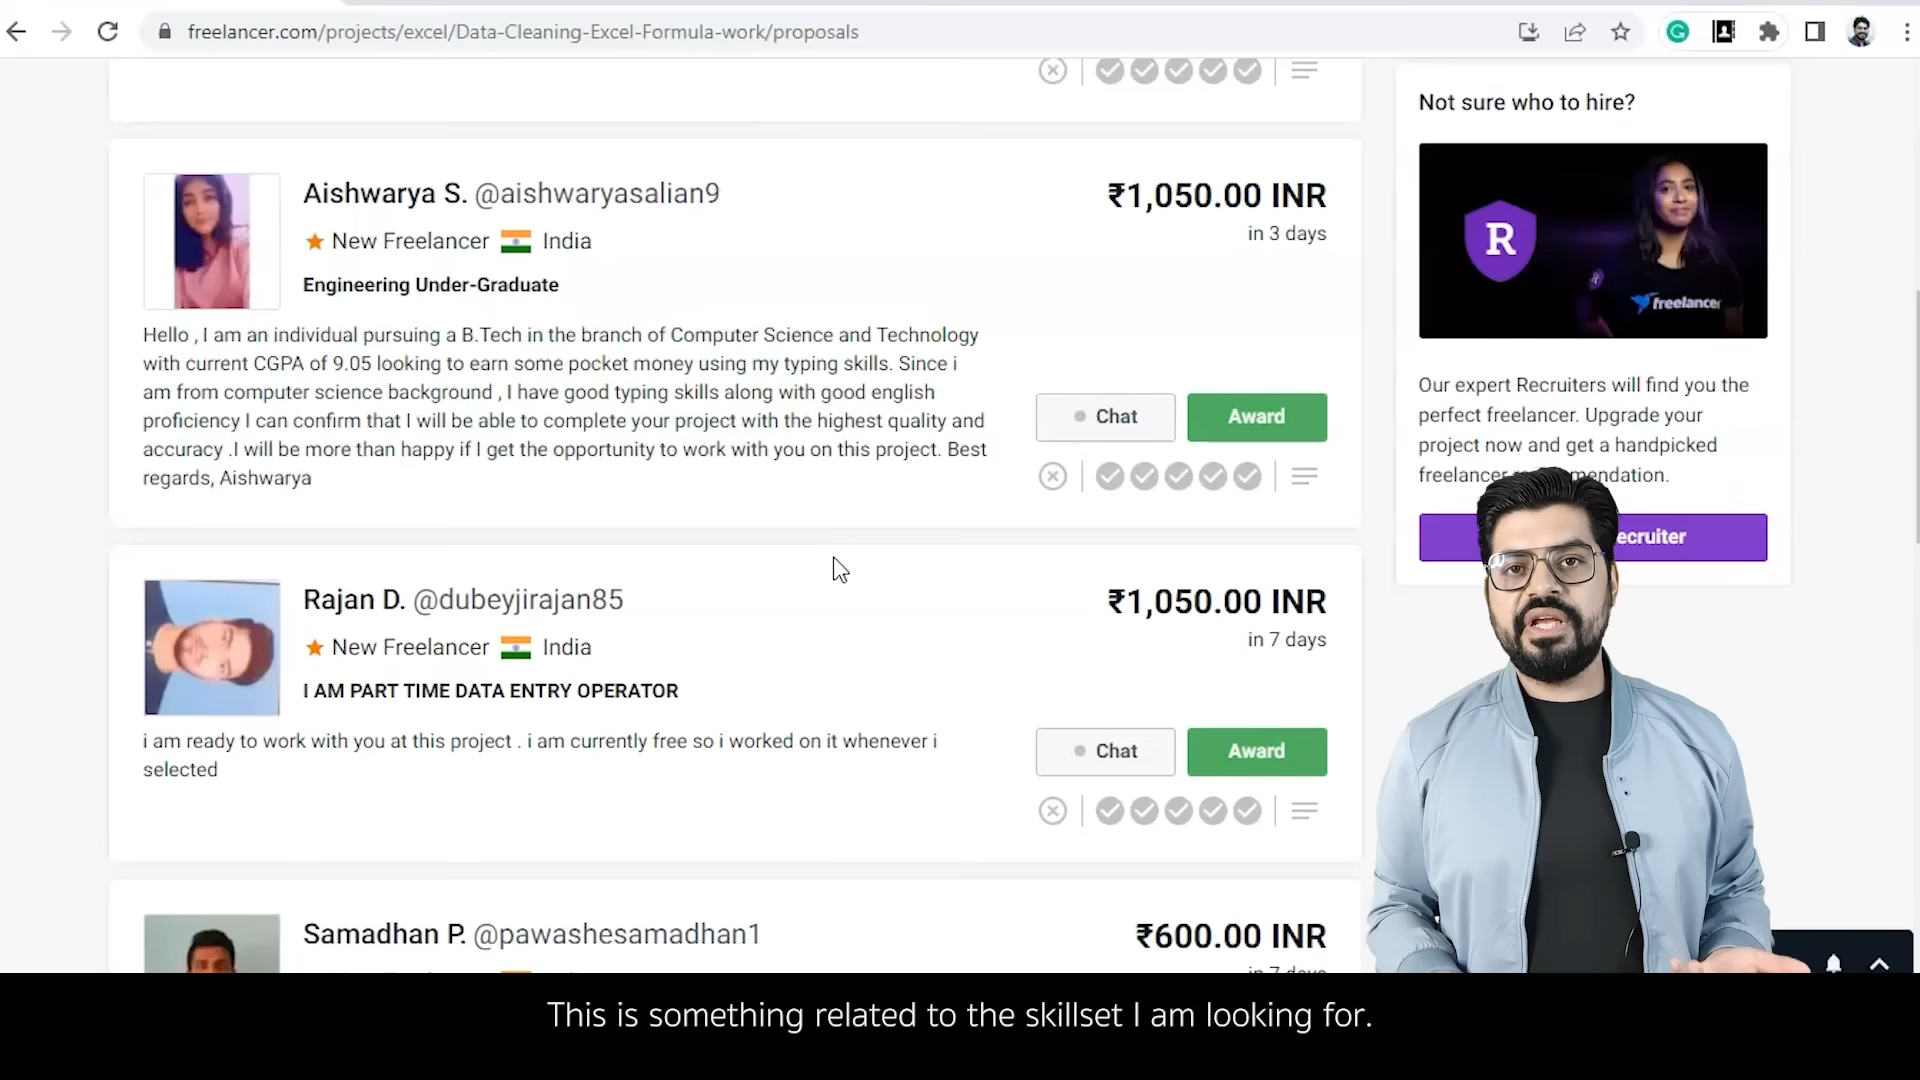 freelancer.com/projects/excel/Data-Cleaning-Excel-Formula-work/proposals
Aishwarya S. @aishwaryasalian9
New Freelancer India
Engineering Under-Graduate
₹1,050.00 INR
in 3 days
Hello , I am an individual pursuing a B.Tech in the branch of Computer Science and Technology
with current CGPA of 9.05 looking to earn some pocket money using my typing skills. Since i
am from computer science background , I have good typing skills along with good english
proficiency I can confirm that I will be able to complete your project with the highest quality and
accuracy .I will be more than happy if I get the opportunity to work with you on this project. Best
regards, Aishwarya
Chat
Award
Rajan D. @dubeyjirajan85
New Freelancer India
I AM PART TIME DATA ENTRY OPERATOR
₹1,050.00 INR
in 7 days
i am ready to work with you at this project . i am currently free so i worked on it whenever i
selected
Chat
Award
Samadhan P. @pawashesamadhan1
₹600.00 INR
in 7 days
Not sure who to hire?
R
freelancer
Our expert Recruiters will find you the
perfect freelancer. Upgrade your
project now and get a handpicked
freelancer
This is something related to the skillset I am looking for.